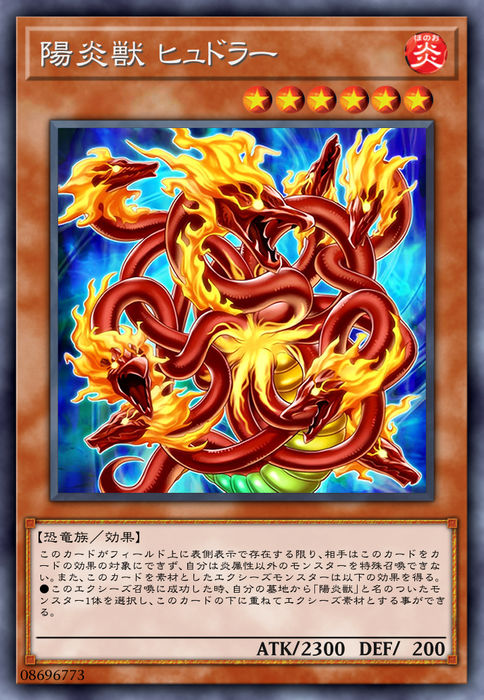 陽炎獣 ヒュドラー
ほのお
炎
【恐竜族／効果】
このカードがフィールド上に表側表示で存在する限り、相手はこのカードをカー
ドの効果の対象にできず、自分は炎属性以外のモンスターを特殊召喚できな
い。また、このカードを素材としたエクシーズモンスターは以下の効果を得る。
●このエクシーズ召喚に成功した時、自分の墓地から「陽炎獣」と名のついたモ
ンスター1体を選択し、このカードの下に重ねてエクシーズ素材とする事ができ
る。
ATK/2300 DEF/ 200
08696773